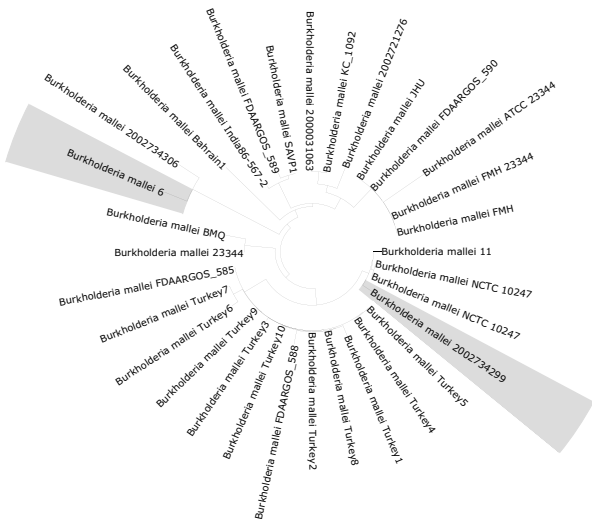 Burkholderia mallei 20000031063
Burkholderia mallei KC_1092
Burkholderia mallei 2002721276
Burkholderia mallei JHU
Burkholderia mallei FDAARGOS_590
Burkholderia mallei ATCC 23344
Burkholderia mallei FMH 23344
Burkholderia mallei FMH
Burkholderia mallei 11
Burkholderia mallei NCTC 10247
Burkholderia mallei NCTC 10247
Burkholderia mallei 2002734299
Burkholderia mallei Turkey5
Burkholderia mallei Turkey4
Burkholderia mallei Turkey1
Burkholderia mallei Turkey8
Burkholderia mallei Turkey2
Burkholderia mallei FDAARGOS_588
Burkholderia mallei Turkey10
Burkholderia mallei Turkey3
Burkholderia mallei Turkey9
Burkholderia mallei Turkey6
Burkholderia mallei Turkey7
Burkholderia mallei FDAARGOS_585
Burkholderia mallei 23344
Burkholderia mallei BMQ
Burkholderia mallei 6
Burkholderia mallei 2002734306
Burkholderia mallei Bahrain1
Burkholderia mallei India86-567-2
Burkholderia mallei FDAARGOS_589
Burkholderia mallei SAVP1